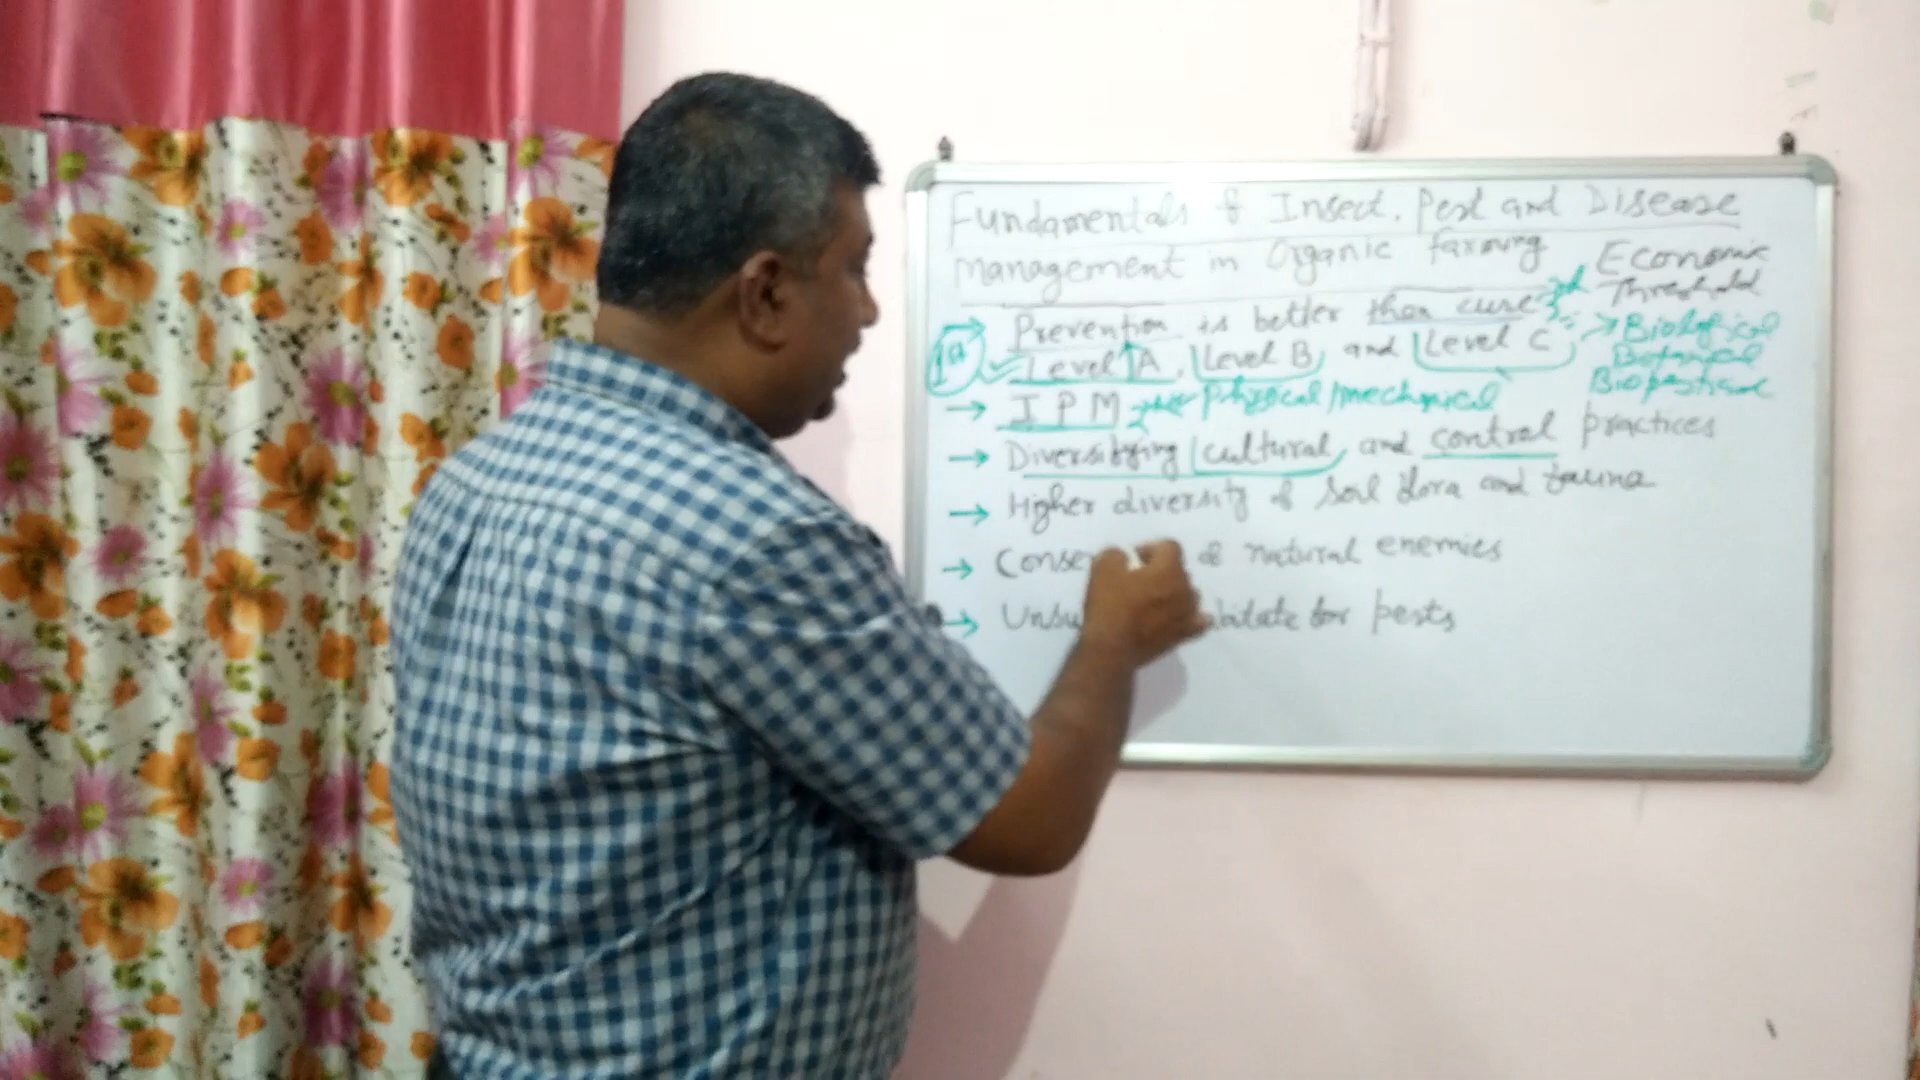 Fundamentals of Insect, Pest and Disease
management in Organic farming
Economic
Threshold
→ Prevention is better than cure
1st Level A, Level B and Level C → Biological
Botanical
Biopesticide
→ IPM → Physical/mechanical
→ Diversifying cultural and control practices
→ Higher diversity of Soil flora and fauna
→ of natural enemies
→ for pests